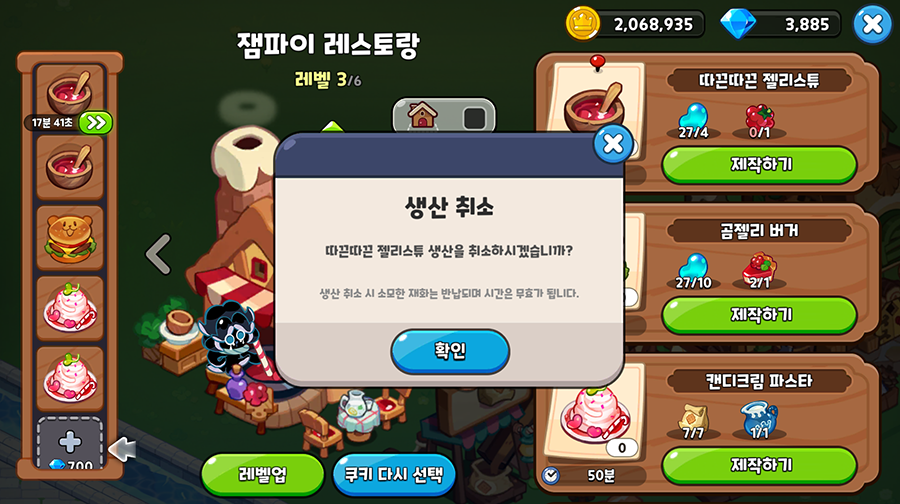 2,068,935
3,885
잼파이 레스토랑
레벨 3/6
17분 41초
700
생산 취소
따끈따끈 젤리스튜 생산을 취소하시겠습니까?
생산 취소 시 소모한 재화는 반납되며 시간은 무효가 됩니다.
확인
레벨업
쿠키 다시 선택
따끈따끈 젤리스튜
27/4
0/1
제작하기
곰젤리 버거
27/10
2/1
제작하기
캔디크림 파스타
7/7
1/1
0
50분
제작하기